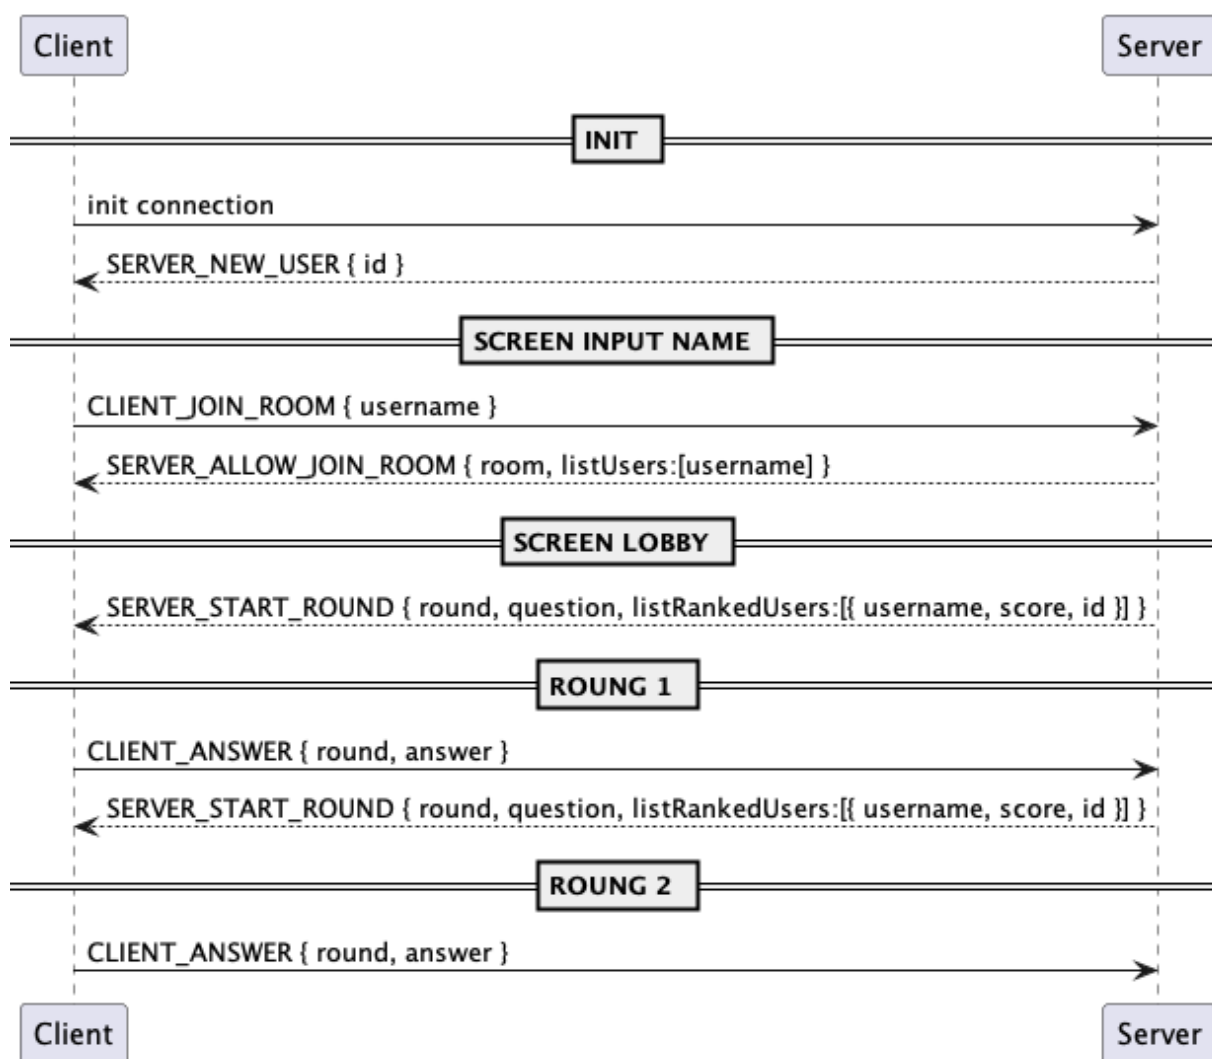 Client Server
INIT
init connection
SERVER_NEW_USER { id }
SCREEN INPUT NAME
CLIENT_JOIN_ROOM { username }
SERVER_ALLOW_JOIN_ROOM { room, listUsers:[username] }
SCREEN LOBBY
SERVER_START_ROUND { round, question, listRankedUsers:[{ username, score, id }] }
ROUNG 1
CLIENT_ANSWER { round, answer }
SERVER_START_ROUND { round, question, listRankedUsers:[{ username, score, id }] }
ROUNG 2
CLIENT_ANSWER { round, answer }
Client Server